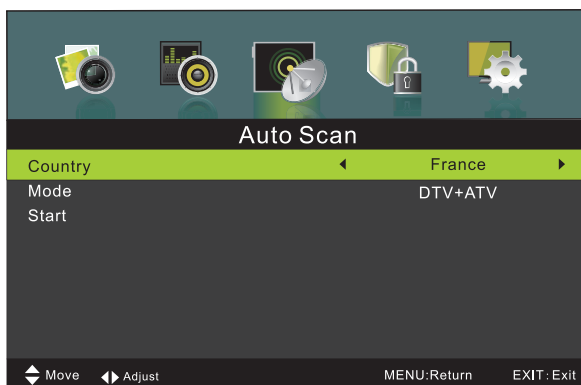 Auto Scan
Country France
Mode DTV+ATV
Start
Move Adjust MENU:Return EXIT:Exit